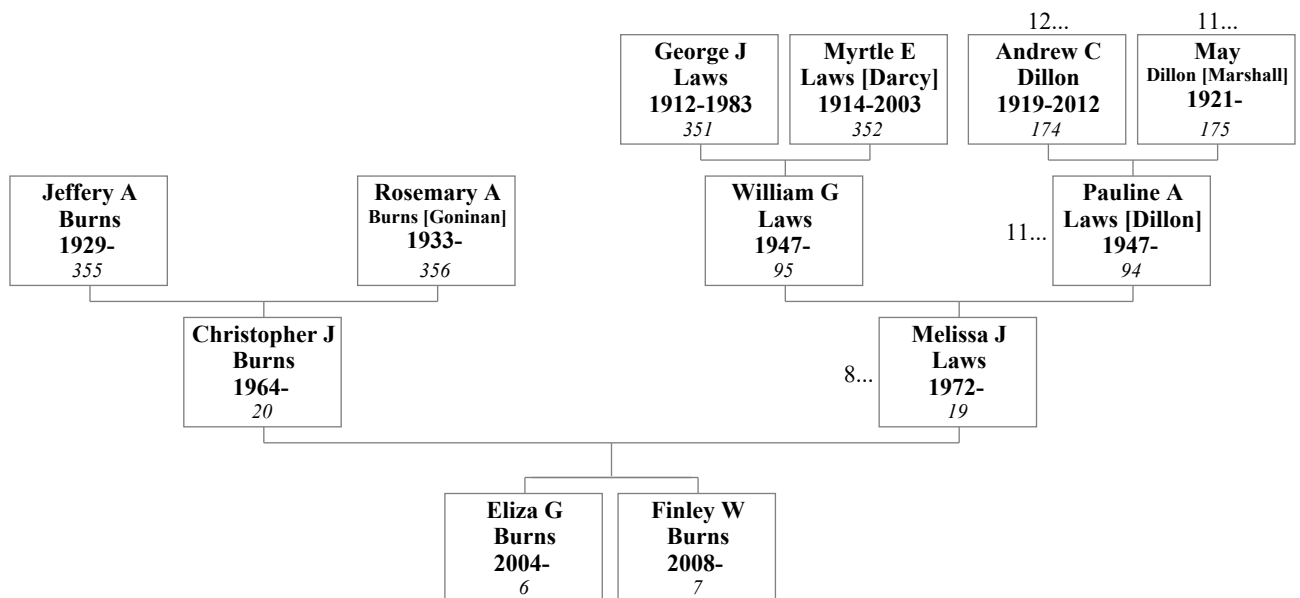 12...
11...
George J
Laws
1912-1983
351
Myrtle E
Laws [Darcy]
1914-2003
352
Andrew C
Dillon
1919-2012
174
May
Dillon [Marshall]
1921-
175
Jeffery A
Burns
1929-
355
Rosemary A
Burns [Goninan]
1933-
356
William G
Laws
1947-
95
11...
Pauline A
Laws [Dillon]
1947-
94
Christopher J
Burns
1964-
20
8...
Melissa J
Laws
1972-
19
Eliza G
Burns
2004-
6
Finley W
Burns
2008-
7